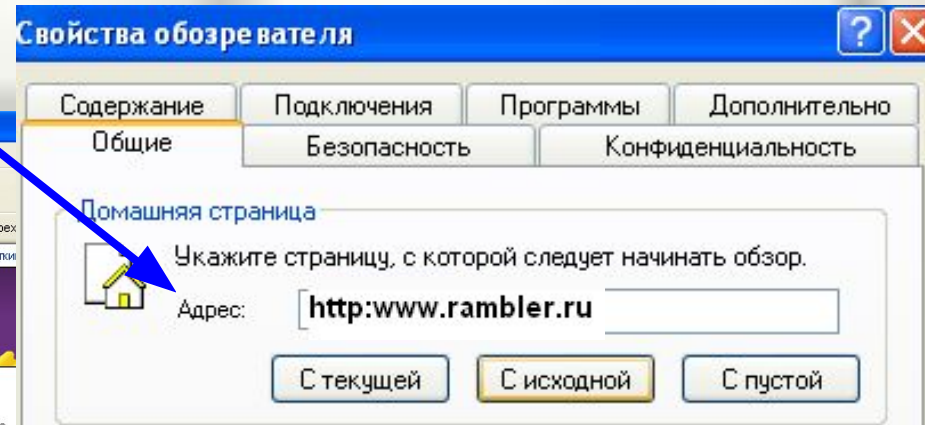 Свойства обозревателя
Содержание Подключения Программы Дополнительно
Общие Безопасность Конфиденциальность
Домашняя страница
Укажите страницу, с которой следует начинать обзор.
Адрес: http:www.rambler.ru
С текущей С исходной С пустой